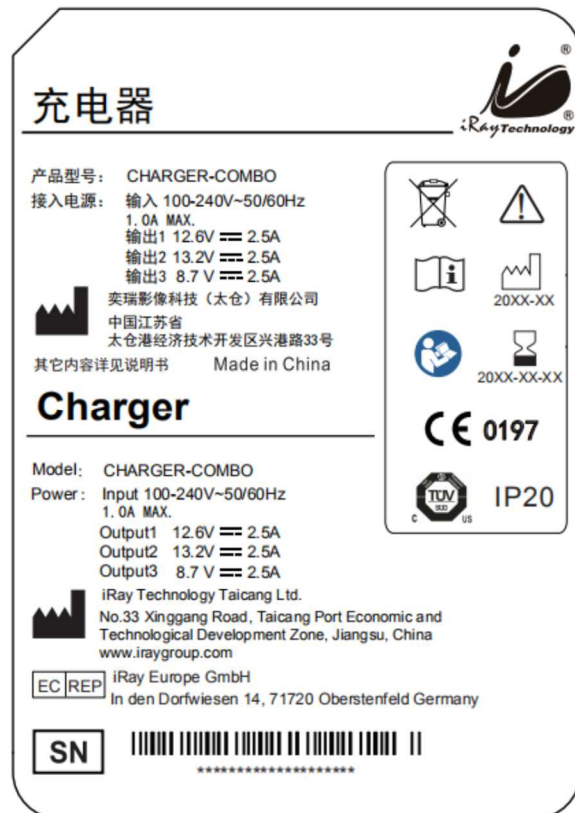 充电器
®
®
iRay Technology
产品型号： CHARGER-COMBO
接入电源： 输入 100-240V~50/60Hz
1.0A MAX.
输出1 12.6V ⎓ 2.5A
输出2 13.2V ⎓ 2.5A
输出3 8.7 V ⎓ 2.5A
奕瑞影像科技（太仓）有限公司
中国江苏省
太仓港经济技术开发区兴港路33号
其它内容详见说明书 Made in China
20XX-XX
20XX-XX-XX
CE 0197
TÜV
SÜD
C US
IP20
Charger
Model: CHARGER-COMBO
Power: Input 100-240V~50/60Hz
1.0A MAX.
Output1 12.6V ⎓ 2.5A
Output2 13.2V ⎓ 2.5A
Output3 8.7 V ⎓ 2.5A
iRay Technology Taicang Ltd.
No.33 Xinggang Road, Taicang Port Economic and
Technological Development Zone, Jiangsu, China
www.iraygroup.com
EC REP
iRay Europe GmbH
In den Dorfwiesen 14, 71720 Oberstenfeld Germany
SN
********************